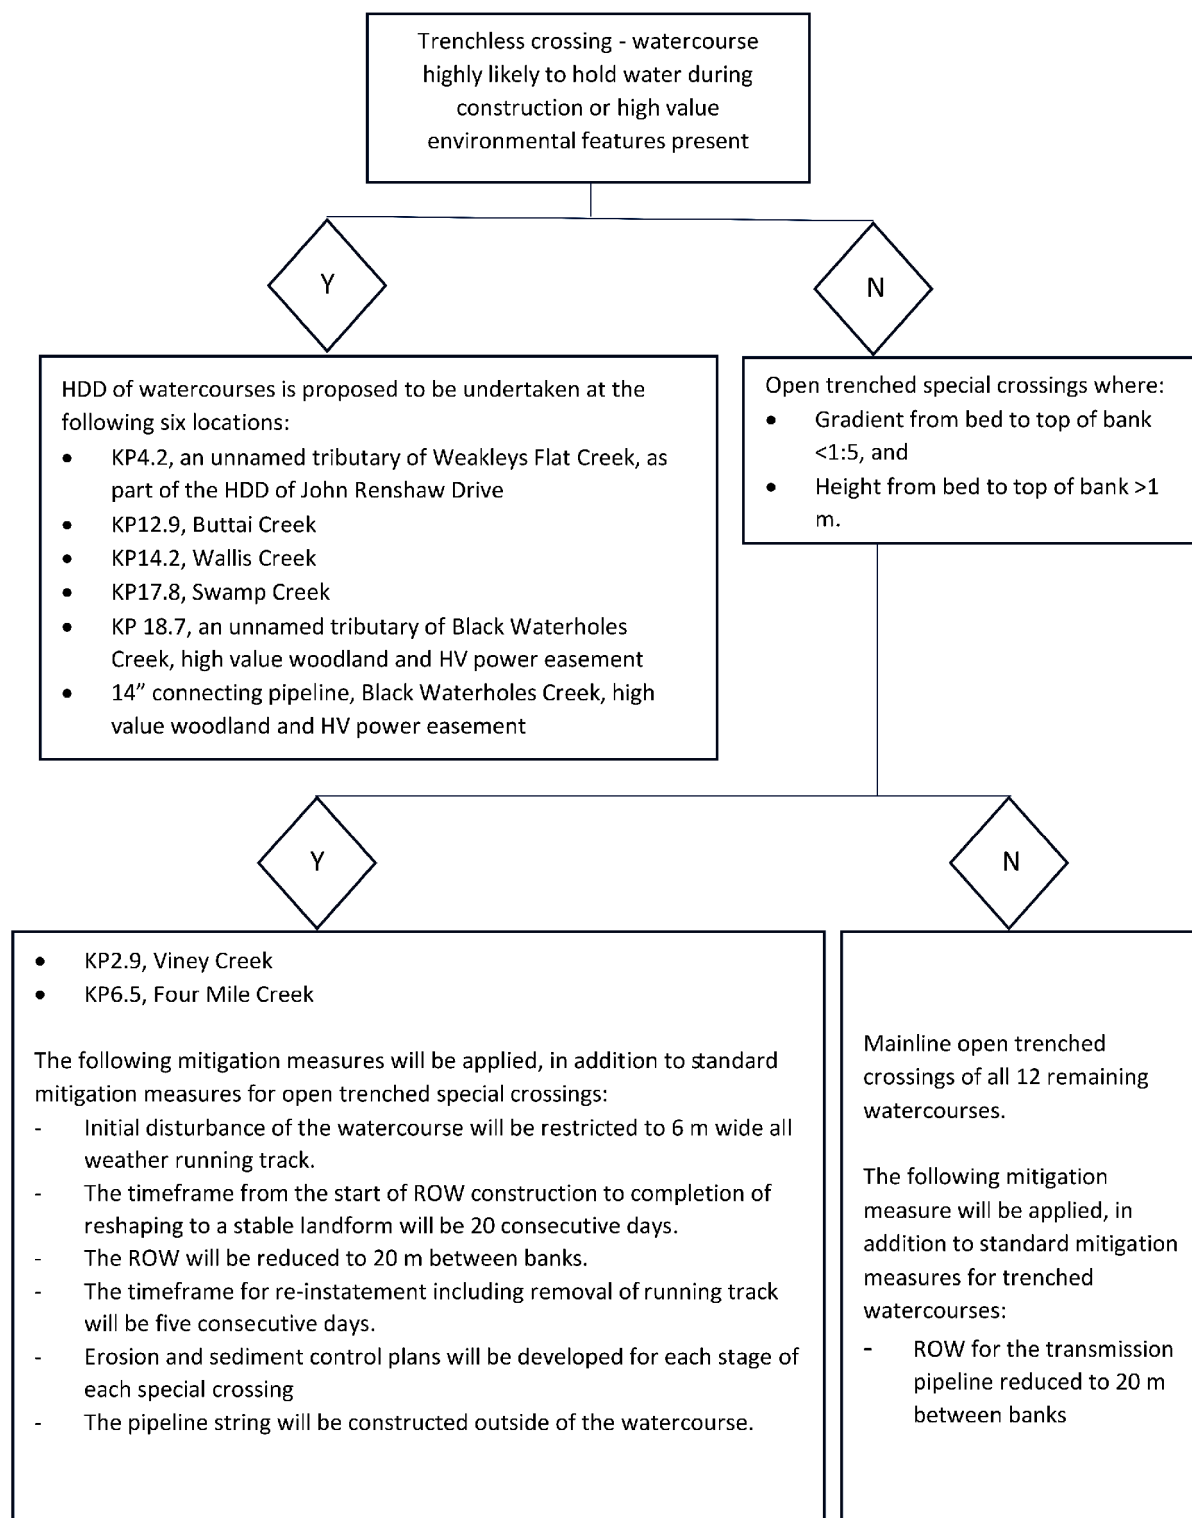 Trenchless crossing - watercourse
highly likely to hold water during
construction or high value
environmental features present
Y
N
HDD of watercourses is proposed to be undertaken at the
following six locations:
• KP4.2, an unnamed tributary of Weakleys Flat Creek, as
part of the HDD of John Renshaw Drive
• KP12.9, Buttai Creek
• KP14.2, Wallis Creek
• KP17.8, Swamp Creek
• KP 18.7, an unnamed tributary of Black Waterholes
Creek, high value woodland and HV power easement
• 14” connecting pipeline, Black Waterholes Creek, high
value woodland and HV power easement
Open trenched special crossings where:
• Gradient from bed to top of bank
<1:5, and
• Height from bed to top of bank >1
m.
Y
N
• KP2.9, Viney Creek
• KP6.5, Four Mile Creek
The following mitigation measures will be applied, in addition to standard
mitigation measures for open trenched special crossings:
- Initial disturbance of the watercourse will be restricted to 6 m wide all
weather running track.
- The timeframe from the start of ROW construction to completion of
reshaping to a stable landform will be 20 consecutive days.
- The ROW will be reduced to 20 m between banks.
- The timeframe for re-instatement including removal of running track
will be five consecutive days.
- Erosion and sediment control plans will be developed for each stage of
each special crossing
- The pipeline string will be constructed outside of the watercourse.
Mainline open trenched
crossings of all 12 remaining
watercourses.
The following mitigation
measure will be applied, in
addition to standard mitigation
measures for trenched
watercourses:
- ROW for the transmission
pipeline reduced to 20 m
between banks